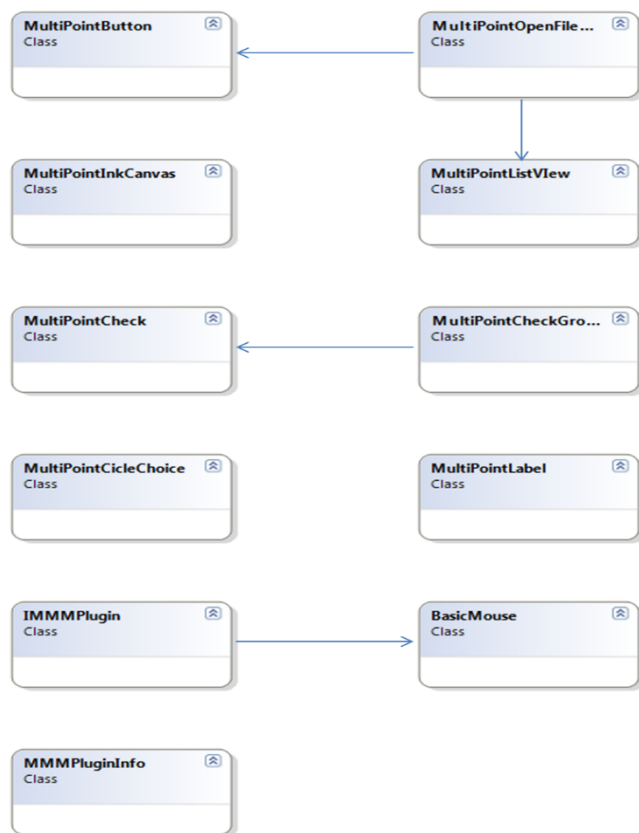 MultiPointButton
Class
MultiPointOpenFile...
Class
MultiPointInkCanvas
Class
MultiPointListVIew
Class
MultiPointCheck
Class
MultiPointCheckGro...
Class
MultiPointCicleChoice
Class
MultiPointLabel
Class
IMMMPlugin
Class
BasicMouse
Class
MMMPluginInfo
Class